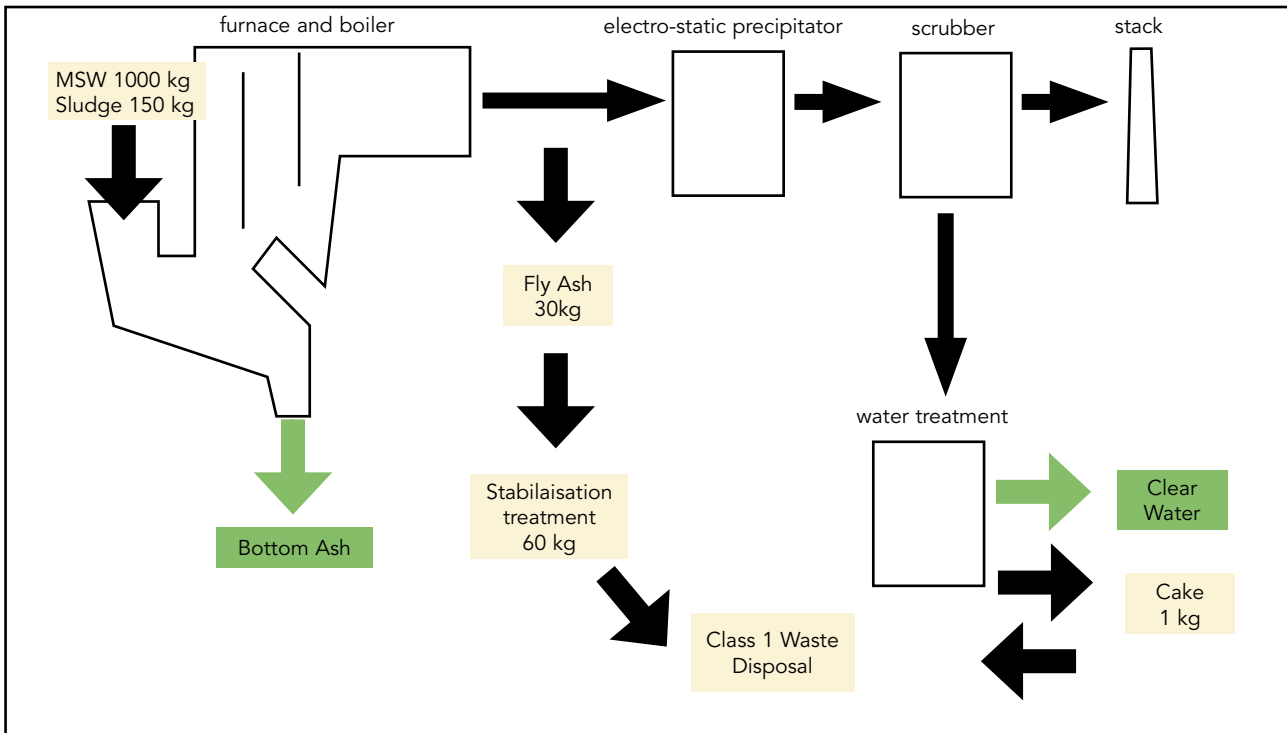 furnace and boiler
electro-static precipitator
scrubber
stack
MSW 1000 kg
Sludge 150 kg
Fly Ash
30kg
water treatment
Stabilaisation
treatment
60 kg
Clear
Water
Bottom Ash
Cake
1 kg
Class 1 Waste
Disposal